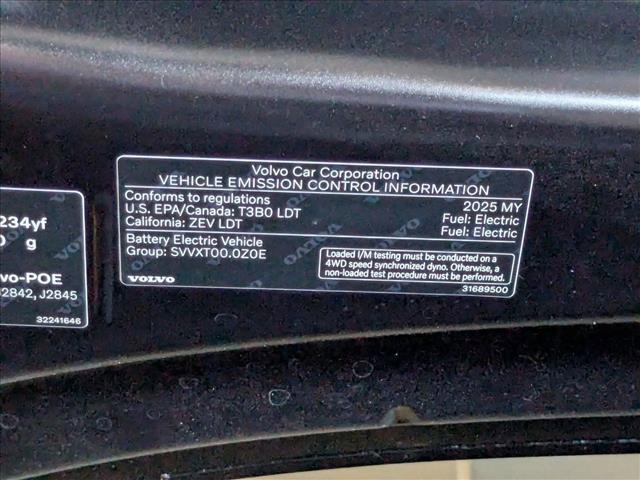 Volvo Car Corporation
VEHICLE EMISSION CONTROL INFORMATION
Conforms to regulations 2025 MY
U.S. EPA/Canada: T3B0 LDT Fuel: Electric
California: ZEV LDT Fuel: Electric
Battery Electric Vehicle
Group: SVVXT00.0Z0E
Loaded I/M testing must be conducted on a
4WD speed synchronized dyno. Otherwise, a
non-loaded test procedure must be performed.
VOLVO
31689500
234yf
g
vo-POE
2842, J2845
32241646